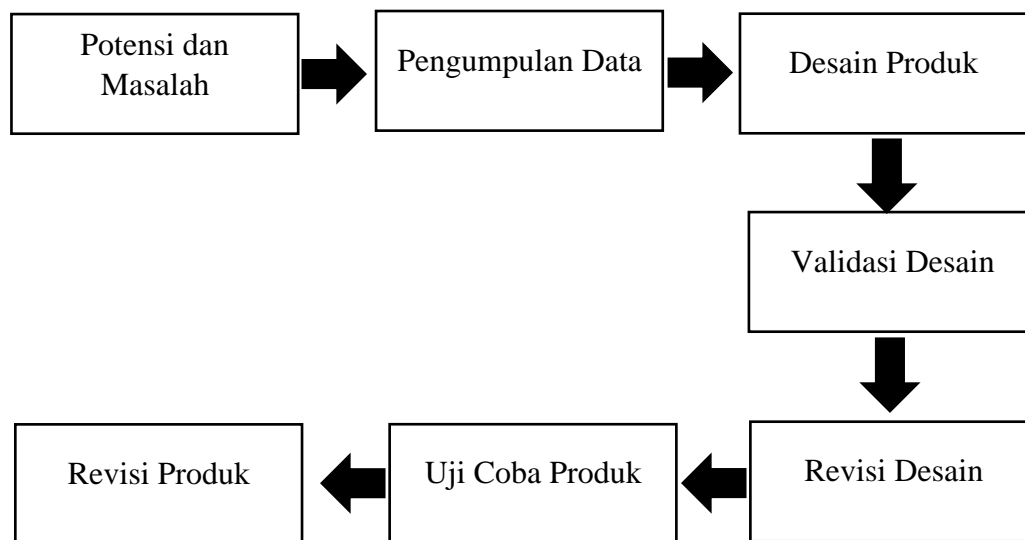 Potensi dan
Masalah
Pengumpulan Data
Desain Produk
Validasi Desain
Revisi Desain
Uji Coba Produk
Revisi Produk